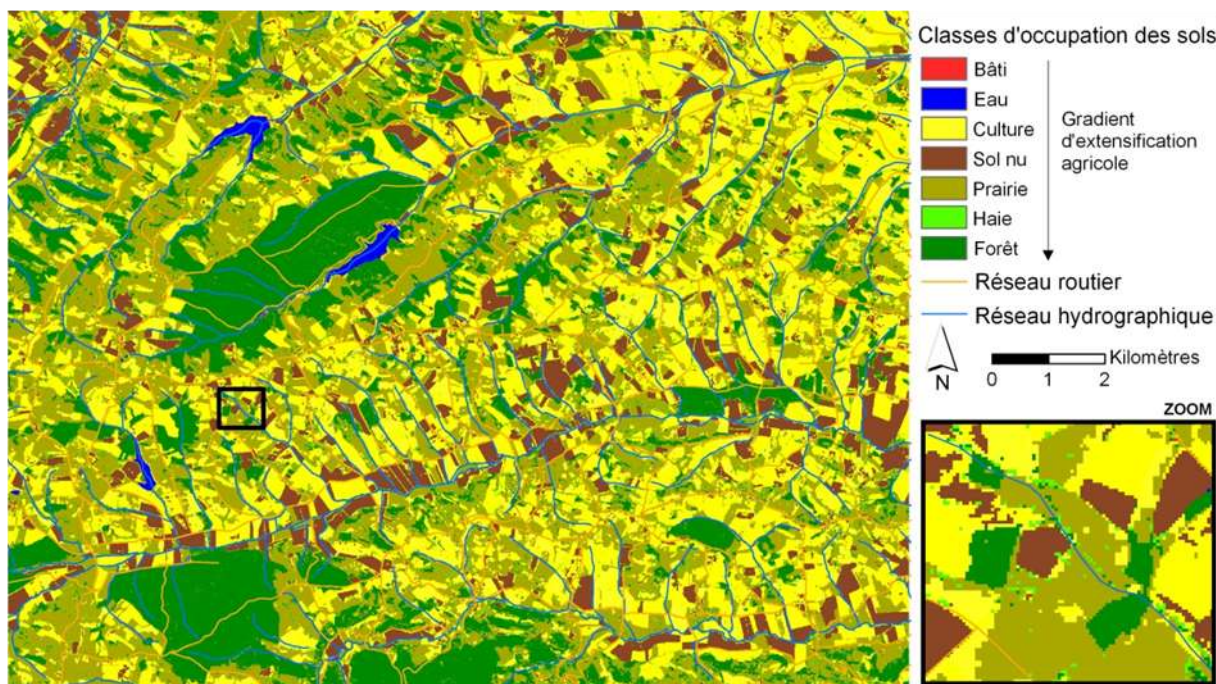 Classes d'occupation des sols
Bâti
Eau
Culture
Sol nu
Prairie
Haie
Forêt
Gradient
d'extensification
agricole
Réseau routier
Réseau hydrographique
N
Kilomètres
0 1 2
ZOOM